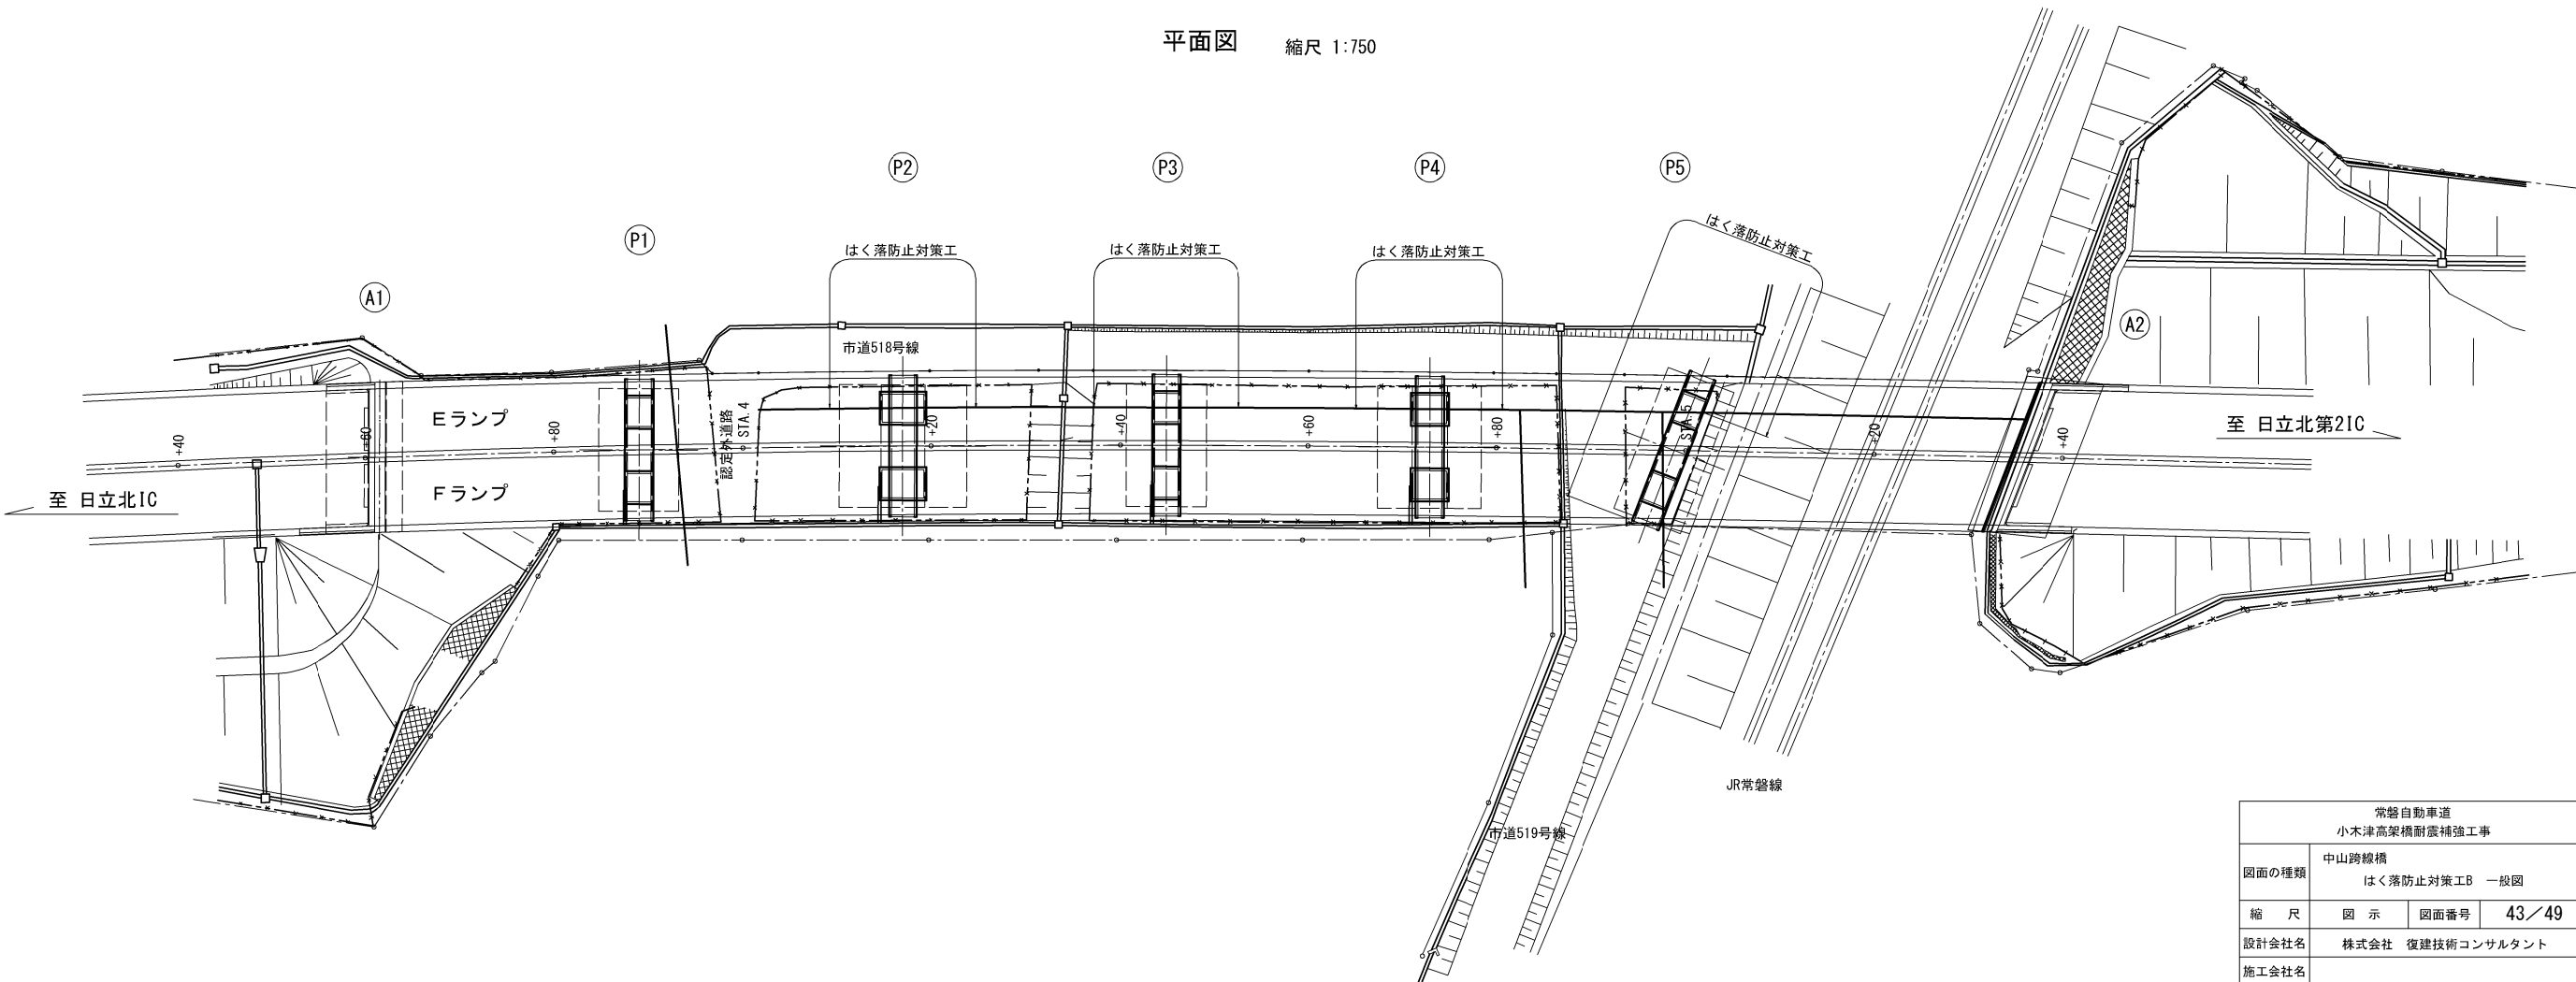 平面図 縮尺 1:750
P2
P3
P4
P5
P1
A1
A2
はく落防止対策工
はく落防止対策工
はく落防止対策工
はく落防止対策工
市道518号線
Eランプ
Fランプ
認定外道路
STA.4
STA.5
+40
+60
+80
+20
+40
+60
+80
+20
+40
至 日立北IC
至 日立北第2IC
JR常磐線
市道519号線
常磐自動車道
小木津高架橋耐震補強工事
図面の種類
中山跨線橋
はく落防止対策工B 一般図
縮 尺 図 示 図面番号 43/49
設計会社名 株式会社 復建技術コンサルタント
施工会社名